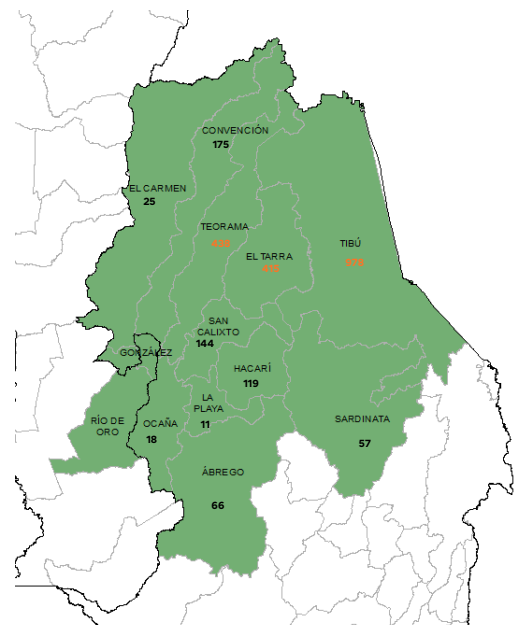 CONVENCIÓN
175
EL CARMEN
25
TEORAMA
EL TARRA
TIBÚ
SAN
CALIXTO
144
GONZÁLEZ
HACARÍ
119
LA
PLAYA
11
RÍO DE
ORO
OCAÑA
18
SARDINATA
57
ÁBREGO
66